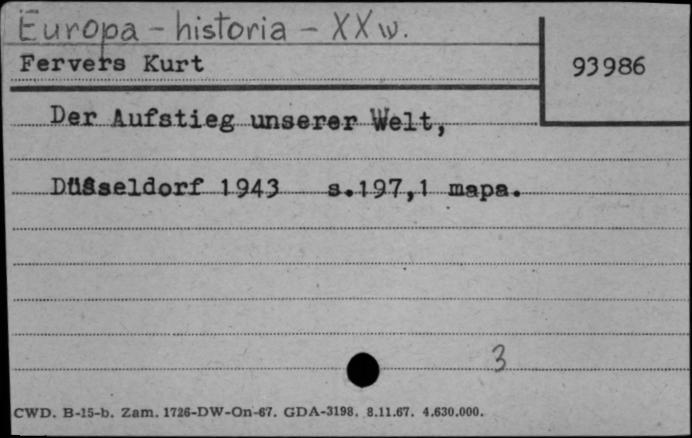 Europa - historia - XX w.
Fervers Kurt
93986
Der Aufstieg unserer Welt,
Düsseldorf 1943 s.197,1 mapa.
3
CWD. B-15-b. Zam. 1726-DW-On-67. GDA-3198. 8.11.67. 4.630.000.